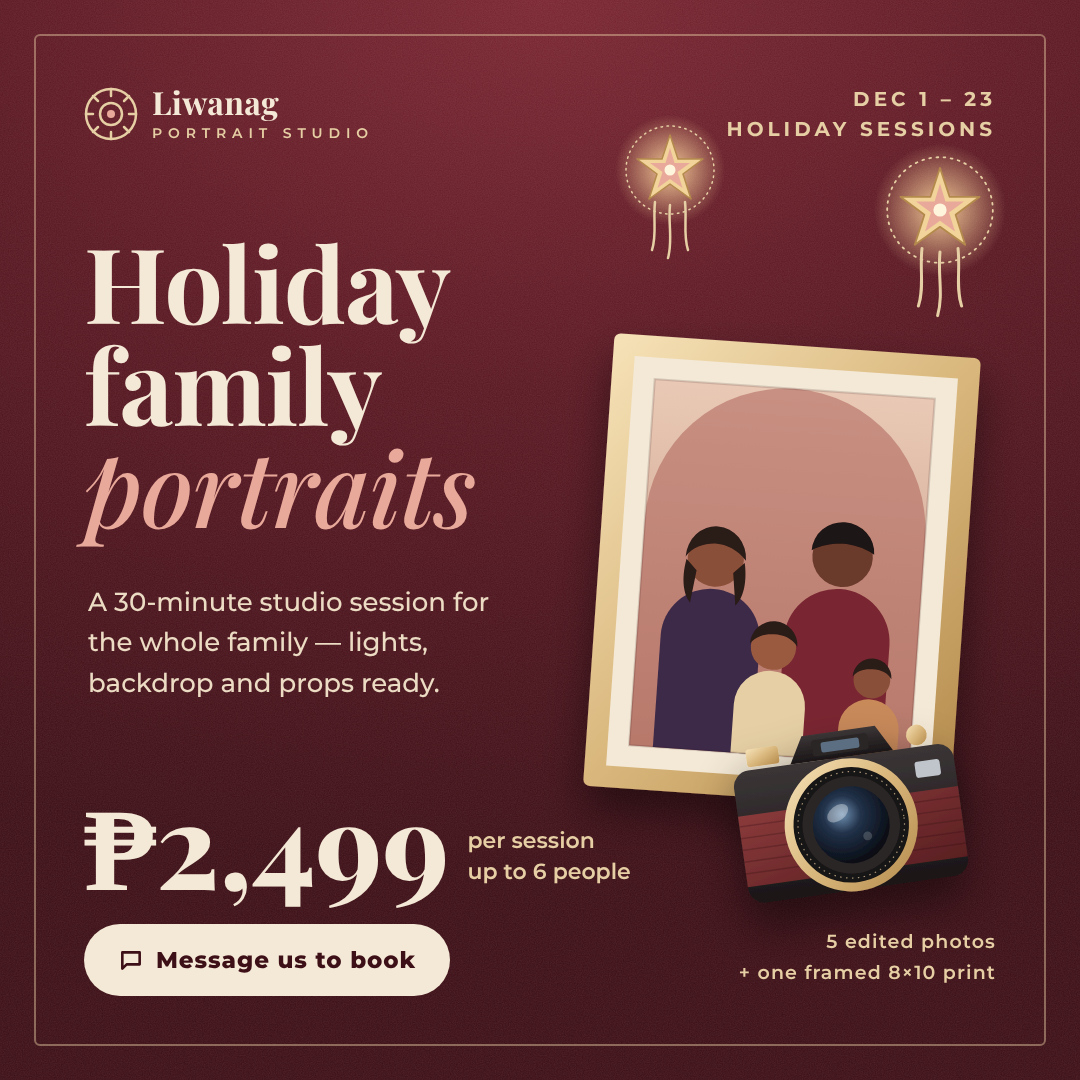 Liwanag
PORTRAIT STUDIO
DEC 1 – 23
HOLIDAY SESSIONS
Holiday
family
portraits
A 30-minute studio session for
the whole family — lights,
backdrop and props ready.
₱2,499
per session
up to 6 people
Message us to book
5 edited photos
+ one framed 8×10 print